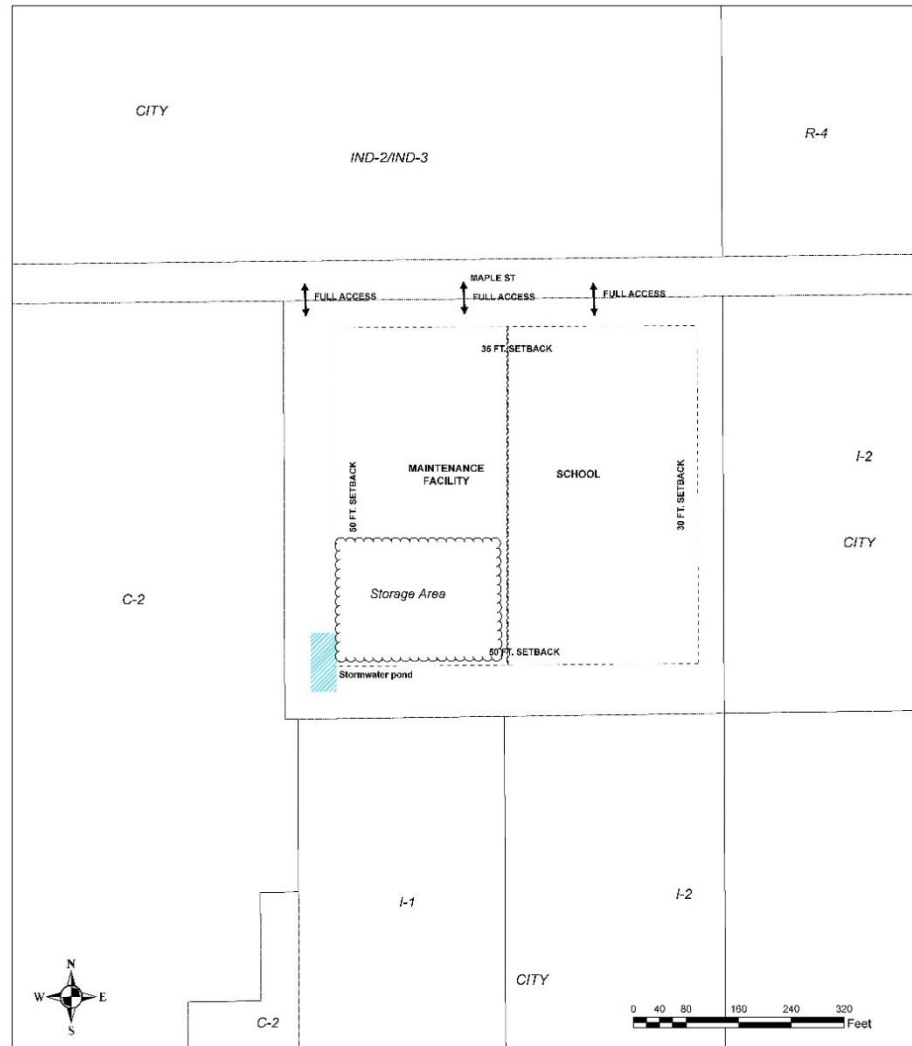 CITY
R-4
IND-2/IND-3
MAPLE ST
FULL ACCESS
FULL ACCESS
FULL ACCESS
35 FT. SETBACK
I-2
MAINTENANCE
FACILITY
SCHOOL
50 FT. SETBACK
30 FT. SETBACK
CITY
C-2
Storage Area
50 FT. SETBACK
Stormwater pond
I-1
I-2
CITY
C-2
N
W
E
S
0 40 80 160 240 320
Feet